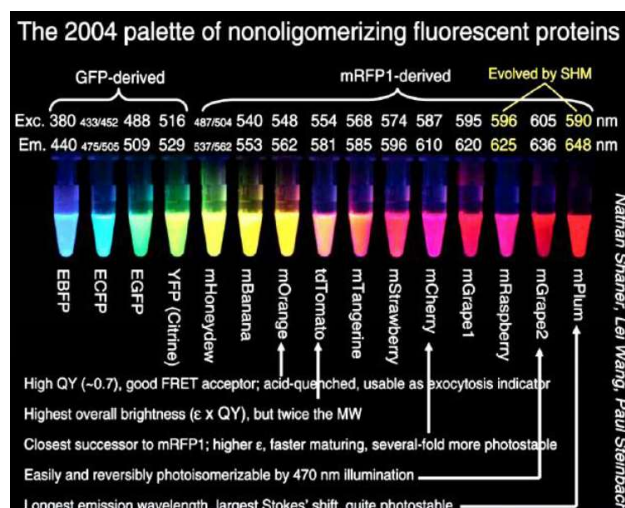 The 2004 palette of nonoligomerizing fluorescent proteins
GFP-derived
mRFP1-derived
Evolved by SHM
Exc. 380 433/452 488 516 487/504 540 548 554 568 574 587 595 596 605 590 nm
Em. 440 475/505 509 529 537/562 553 562 581 585 596 610 620 625 636 648 nm
EBFP
ECFP
EGFP
YFP (Citrine)
mHoneydew
mBanana
mOrange
tdTomato
mTangerine
mStrawberry
mCherry
mGrape1
mRaspberry
mGrape2
mPlum
High QY (~0.7), good FRET acceptor; acid-quenched, usable as exocytosis indicator
Highest overall brightness (ε x QY), but twice the MW
Closest successor to mRFP1; higher ε, faster maturing, several-fold more photostable
Easily and reversibly photoisomerizable by 470 nm illumination
Longest emission wavelength, largest Stokes' shift, quite photostable
Nathan Shaner, Lei Wang, Paul Steinbach